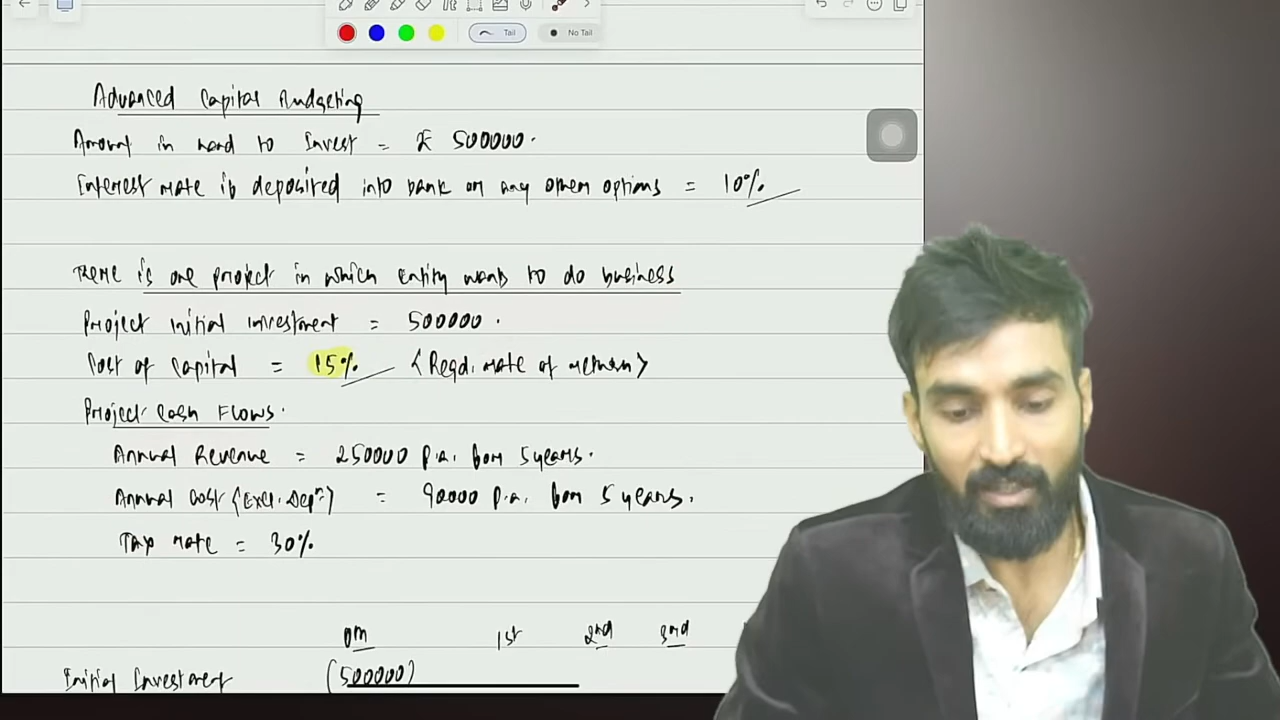 Tail
No Tail
Advanced Capital Budgeting
Amount in hand to Invest = ₹ 500000.
Interest rate if deposited into bank or any other options = 10%
There is one project in which entity wants to do business
Project initial investment = 500000.
Cost of Capital = 15% <Reqd. rate of return>
Project Cash Flows.
Annual Revenue = 250000 p.a. for 5 years.
Annual Cost {Excl. Depn} = 90000 p.a. for 5 years.
Tax rate = 30%
0th 1st 2nd 3rd
Initial Investment (500000)